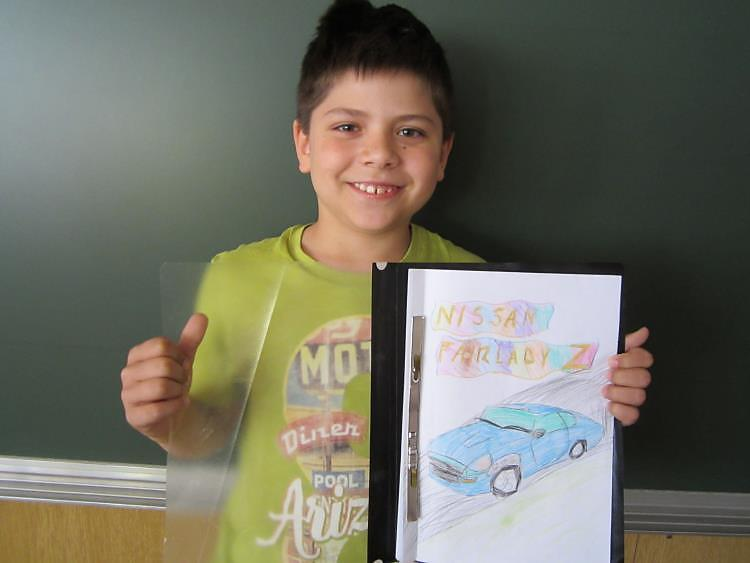 NISSAN
FAIRLADY Z
MOT
Diner
POOL
Ariz